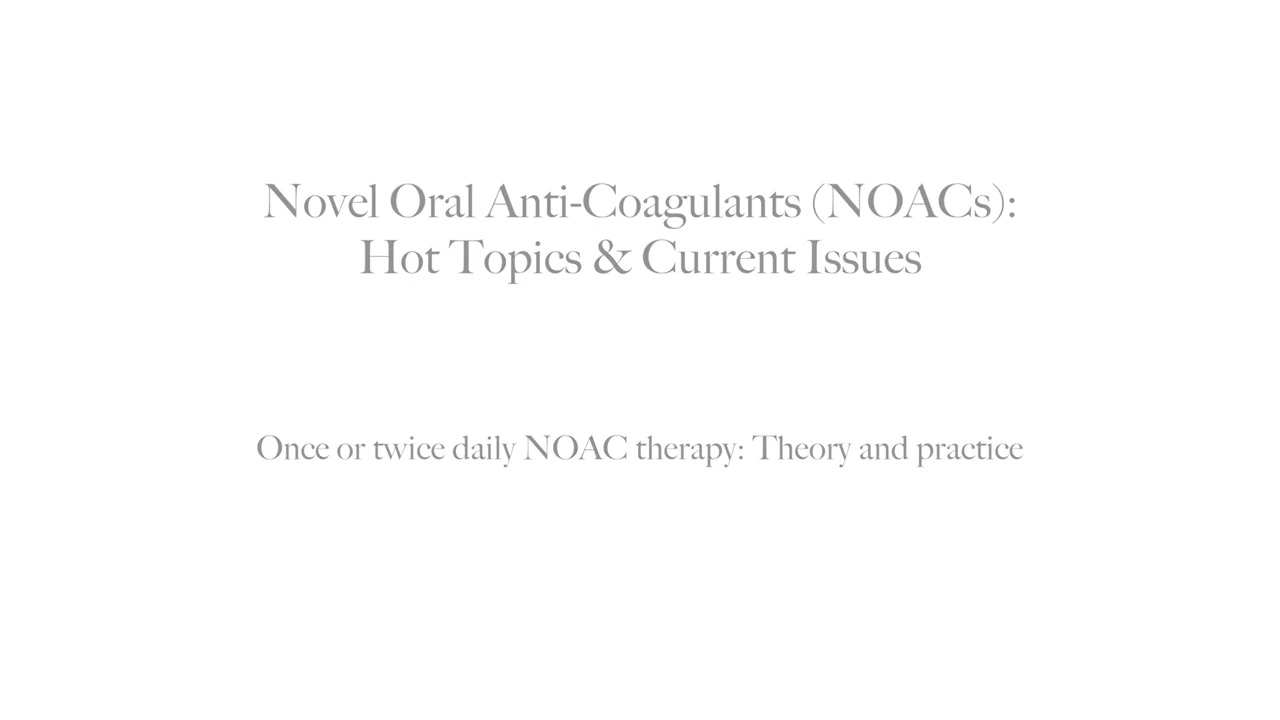 Novel Oral Anti-Coagulants (NOACs):
Hot Topics & Current Issues
Once or twice daily NOAC therapy: Theory and practice